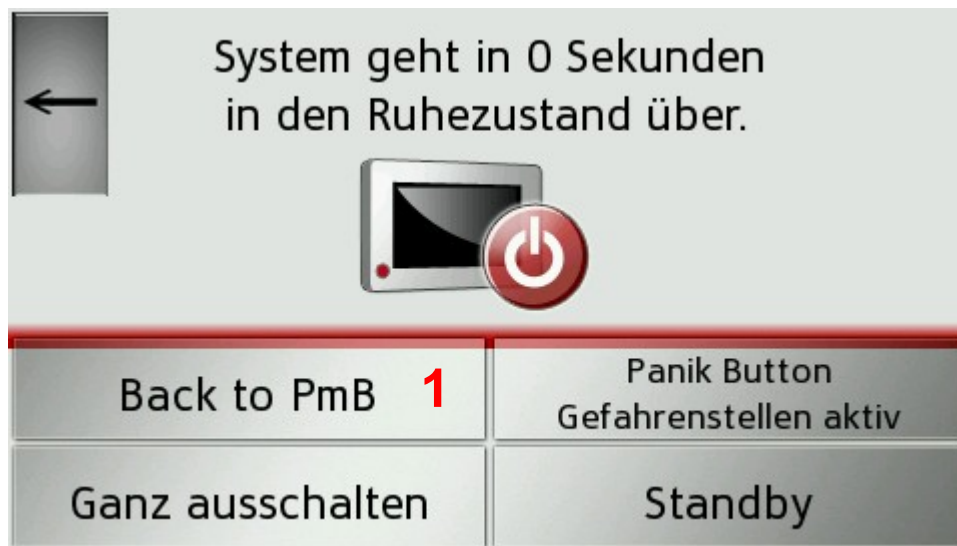 System geht in 0 Sekunden
in den Ruhezustand über.
Back to PmB 1
Panik Button
Gefahrenstellen aktiv
Ganz ausschalten
Standby